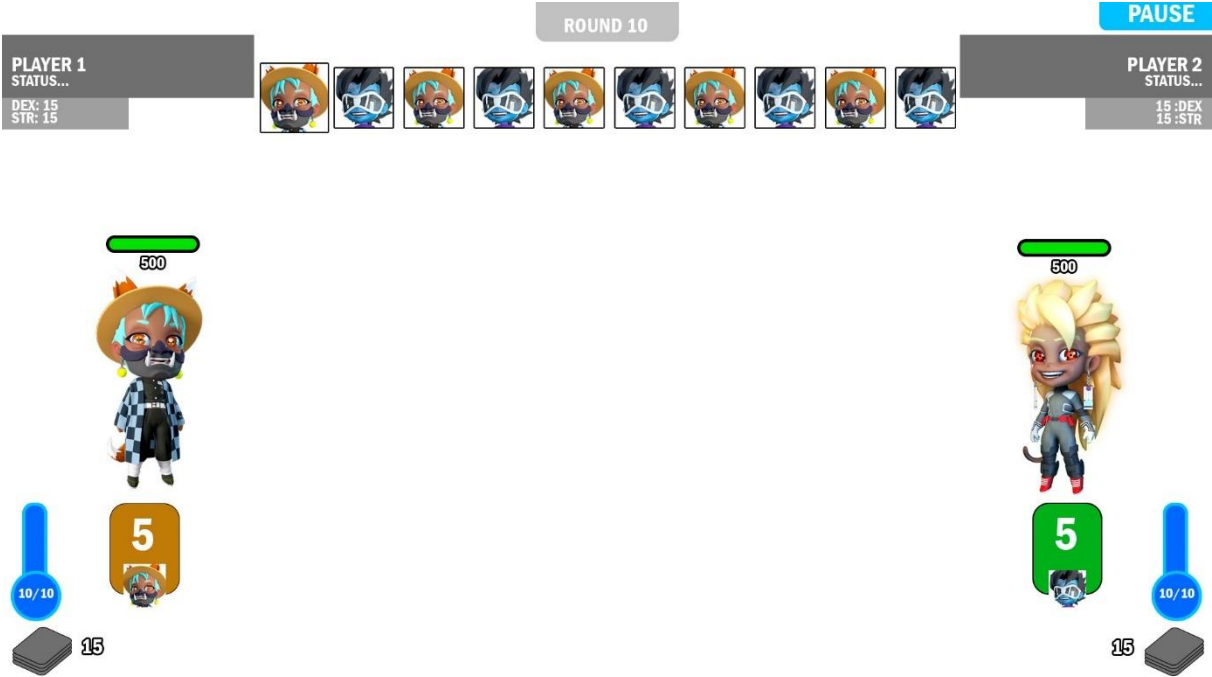 ROUND 10
PAUSE
PLAYER 1
STATUS...
DEX: 15
STR: 15
PLAYER 2
STATUS...
15 :DEX
15 :STR
500
500
5
5
10/10
10/10
15
15